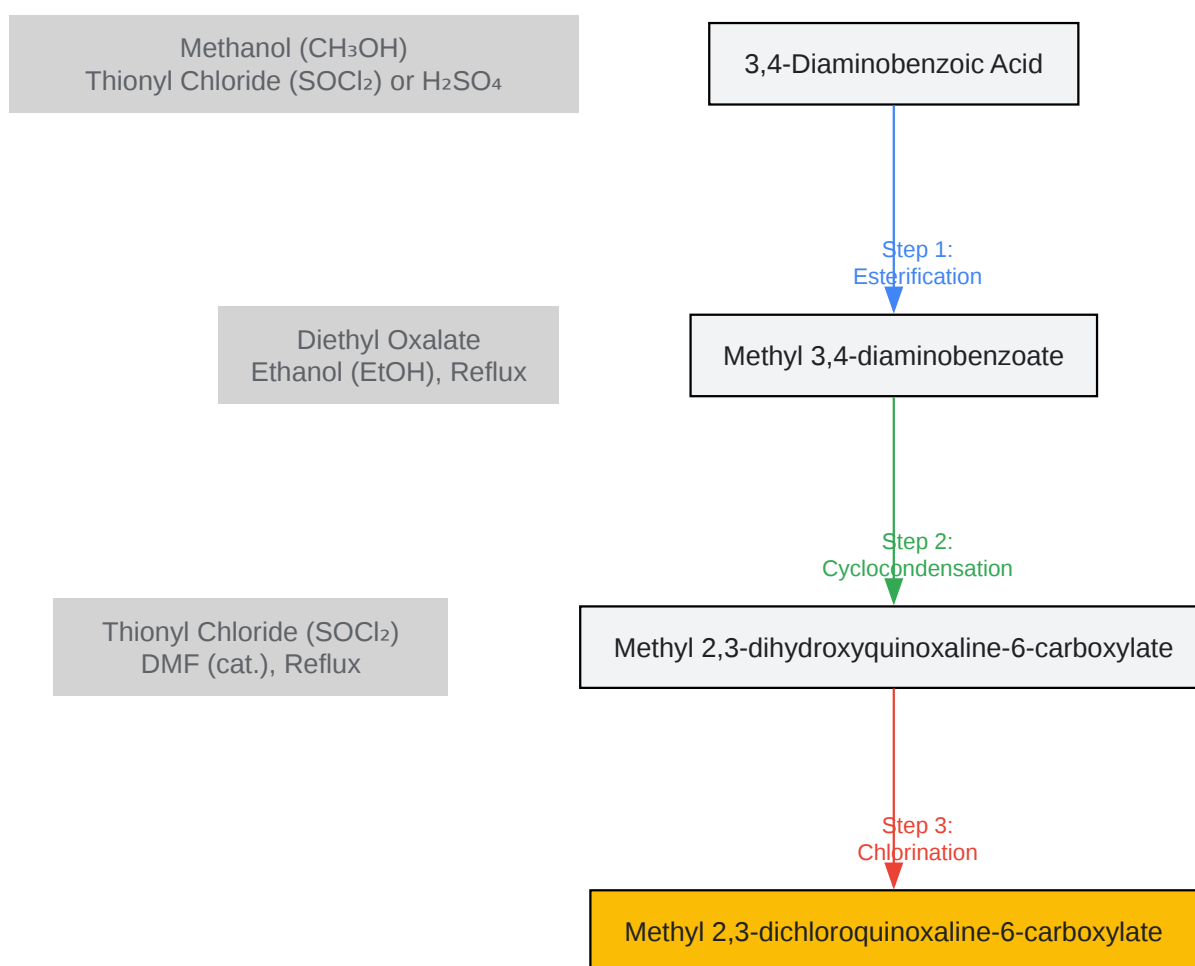 Methanol (CH₃OH)
Thionyl Chloride (SOCl₂) or H₂SO₄
3,4-Diaminobenzoic Acid
Step 1:
Esterification
Diethyl Oxalate
Ethanol (EtOH), Reflux
Methyl 3,4-diaminobenzoate
Step 2:
Cyclocondensation
Thionyl Chloride (SOCl₂)
DMF (cat.), Reflux
Methyl 2,3-dihydroxyquinoxaline-6-carboxylate
Step 3:
Chlorination
Methyl 2,3-dichloroquinoxaline-6-carboxylate